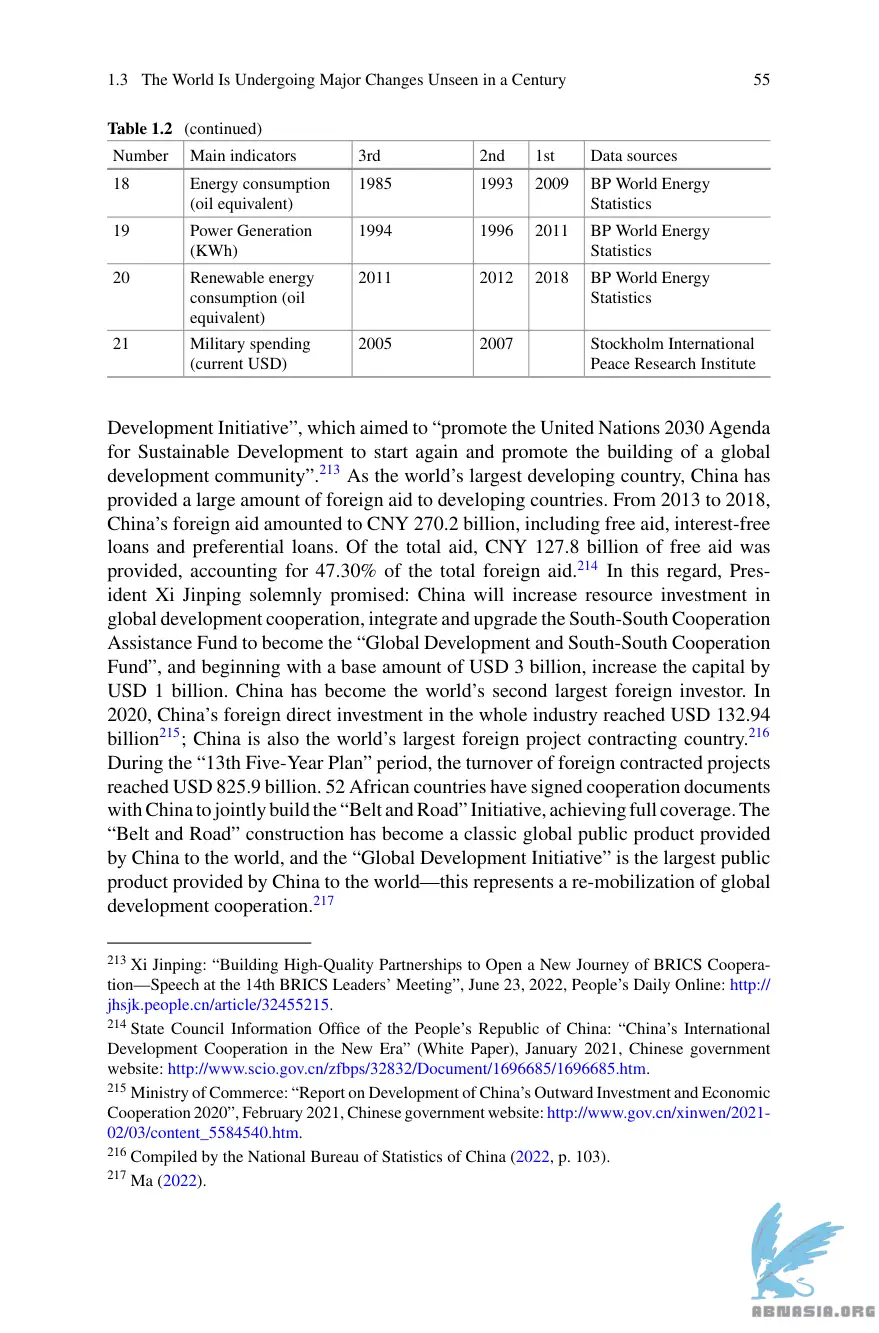 1.3 The World Is Undergoing Major Changes Unseen in a Century 55
Table 1.2 (continued)
Number Main indicators 3rd 2nd 1st Data sources
18 Energy consumption 1985 1993 2009 BP World Energy
(oil equivalent) Statistics
19 Power Generation 1994 1996 2011 BP World Energy
(KWh) Statistics
20 Renewable energy 2011 2012 2018 BP World Energy
consumption (oil Statistics
equivalent)
21 Military spending 2005 2007 Stockholm International
(current USD) Peace Research Institute
Development Initiative”, which aimed to “promote the United Nations 2030 Agenda
for Sustainable Development to start again and promote the building of a global
development community”.213 As the world’s largest developing country, China has
provided a large amount of foreign aid to developing countries. From 2013 to 2018,
China’s foreign aid amounted to CNY 270.2 billion, including free aid, interest-free
loans and preferential loans. Of the total aid, CNY 127.8 billion of free aid was
provided, accounting for 47.30% of the total foreign aid.214 In this regard, Pres-
ident Xi Jinping solemnly promised: China will increase resource investment in
global development cooperation, integrate and upgrade the South-South Cooperation
Assistance Fund to become the “Global Development and South-South Cooperation
Fund”, and beginning with a base amount of USD 3 billion, increase the capital by
USD 1 billion. China has become the world’s second largest foreign investor. In
2020, China’s foreign direct investment in the whole industry reached USD 132.94
billion215; China is also the world’s largest foreign project contracting country.216
During the “13th Five-Year Plan” period, the turnover of foreign contracted projects
reached USD 825.9 billion. 52 African countries have signed cooperation documents
with China to jointly build the “Belt and Road” Initiative, achieving full coverage. The
“Belt and Road” construction has become a classic global public product provided
by China to the world, and the “Global Development Initiative” is the largest public
product provided by China to the world—this represents a re-mobilization of global
development cooperation.217
213 Xi Jinping: “Building High-Quality Partnerships to Open a New Journey of BRICS Coopera-
tion—Speech at the 14th BRICS Leaders’ Meeting”, June 23, 2022, People’s Daily Online: http://
jhsjk.people.cn/article/32455215.
214 State Council Information Office of the People’s Republic of China: “China’s International
Development Cooperation in the New Era” (White Paper), January 2021, Chinese government
website: http://www.scio.gov.cn/zfbps/32832/Document/1696685/1696685.htm.
215 Ministry of Commerce: “Report on Development of China’s Outward Investment and Economic
Cooperation 2020”, February 2021, Chinese government website: http://www.gov.cn/xinwen/2021-
02/03/content_5584540.htm.
216 Compiled by the National Bureau of Statistics of China (2022, p. 103).
217 Ma (2022).
ABNASIA.ORG